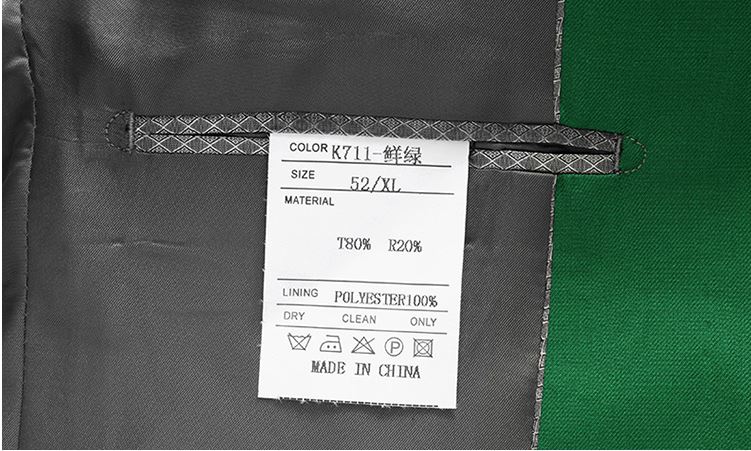 COLOR K711-鲜绿
SIZE 52/XL
MATERIAL
T80% R20%
LINING POLYESTER100%
DRY CLEAN ONLY
P
MADE IN CHINA